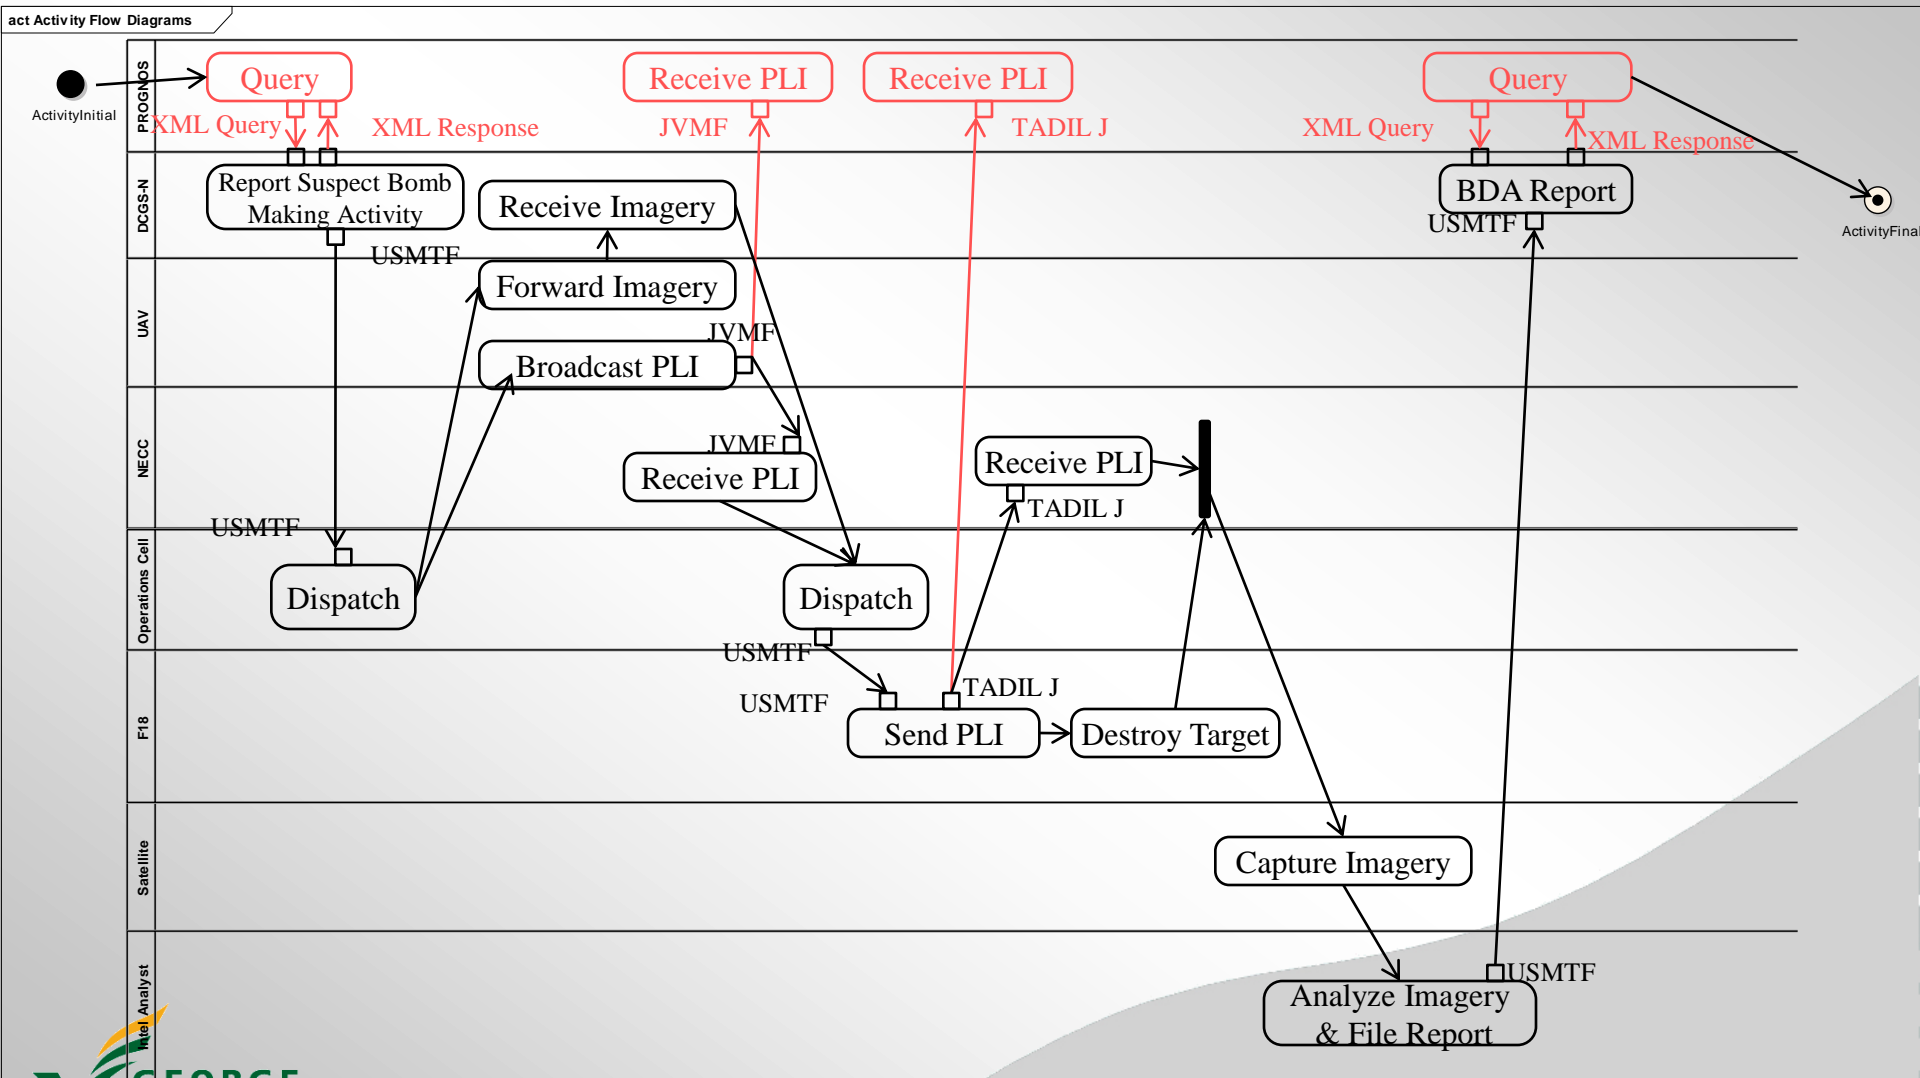 act Activity Flow Diagrams
ActivityInitial
PROGNOS
Query
Receive PLI
Receive PLI
Query
XML Query
XML Response
JVMF
TADIL J
XML Query
XML Response
DCGS-N
Report Suspect Bomb
Making Activity
Receive Imagery
BDA Report
USMTF
USMTF
ActivityFinal
UAV
Forward Imagery
JVMF
Broadcast PLI
NECC
JVMF
Receive PLI
Receive PLI
TADIL J
USMTF
Operations Cell
Dispatch
Dispatch
USMTF
F18
USMTF
TADIL J
Send PLI
Destroy Target
Satellite
Capture Imagery
Intel Analyst
USMTF
Analyze Imagery
& File Report
GEORGE